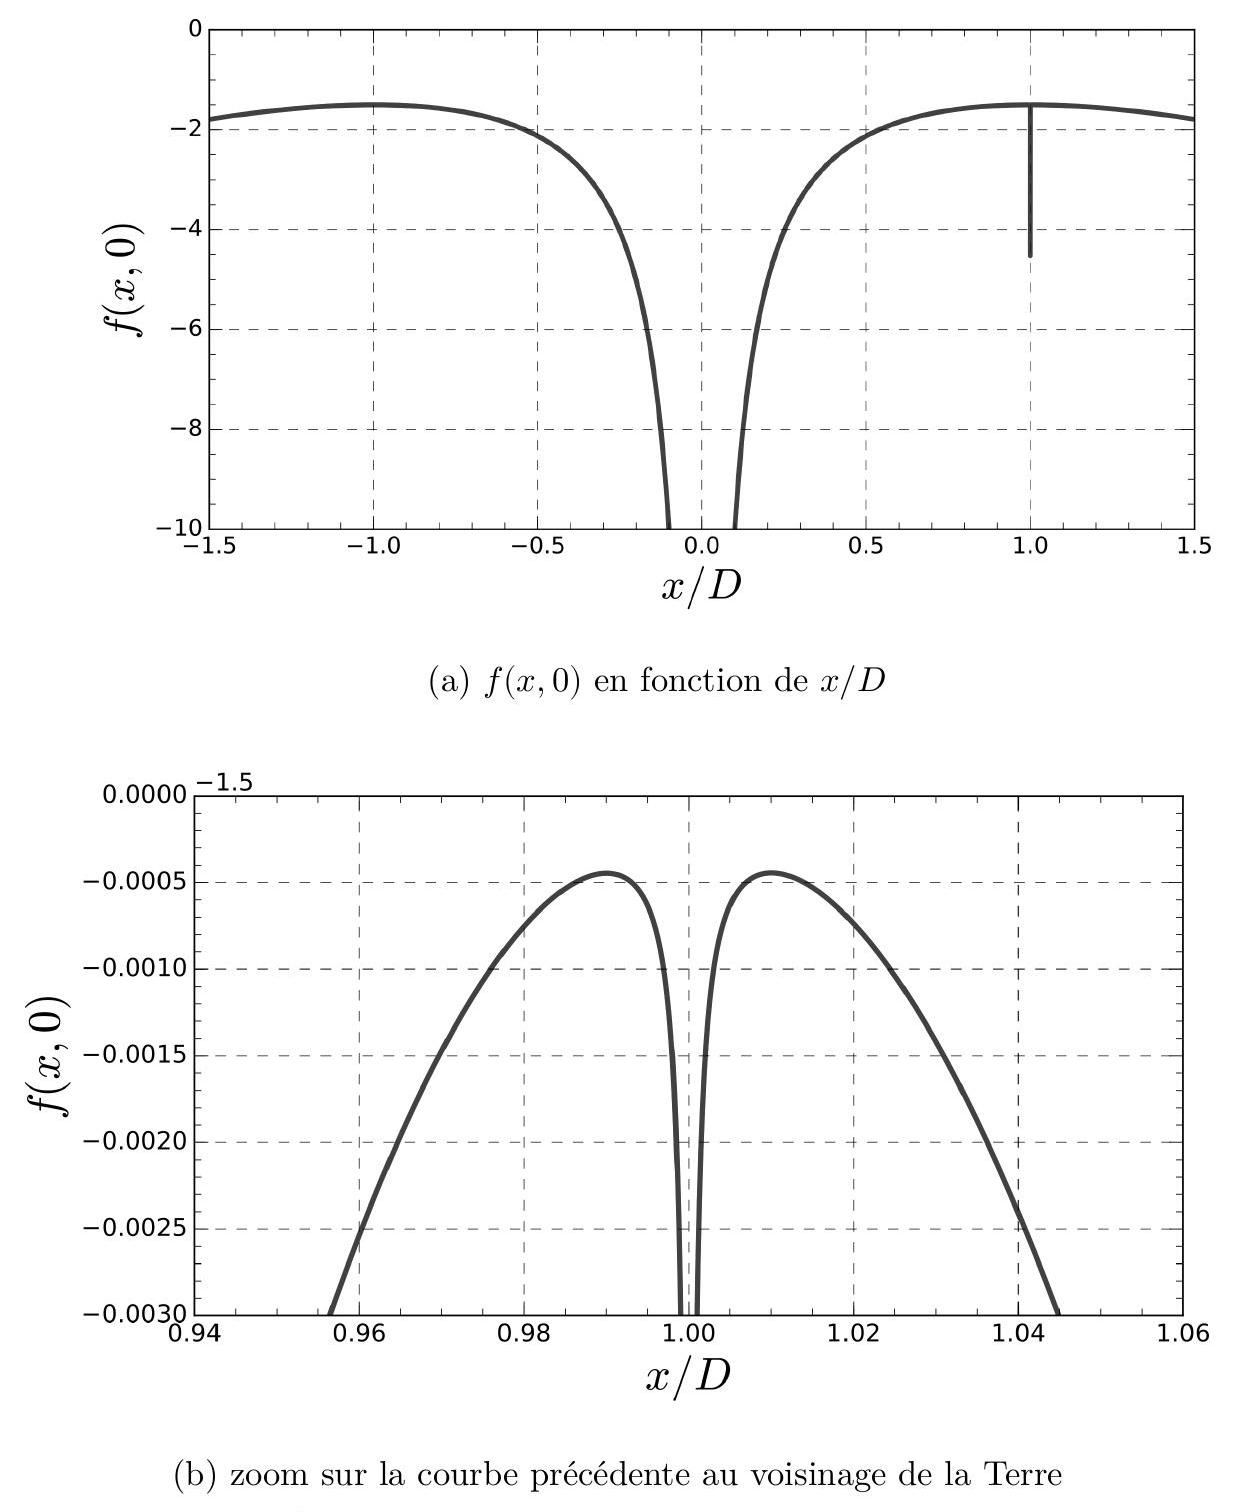 0
−2
−4
−6
−8
−10
f(x, 0)
−1.5 −1.0 −0.5 0.0 0.5 1.0 1.5
x/D
(a) f(x, 0) en fonction de x/D
−1.5
0.0000
−0.0005
−0.0010
−0.0015
−0.0020
−0.0025
−0.0030
f(x, 0)
0.94 0.96 0.98 1.00 1.02 1.04 1.06
x/D
(b) zoom sur la courbe précédente au voisinage de la Terre